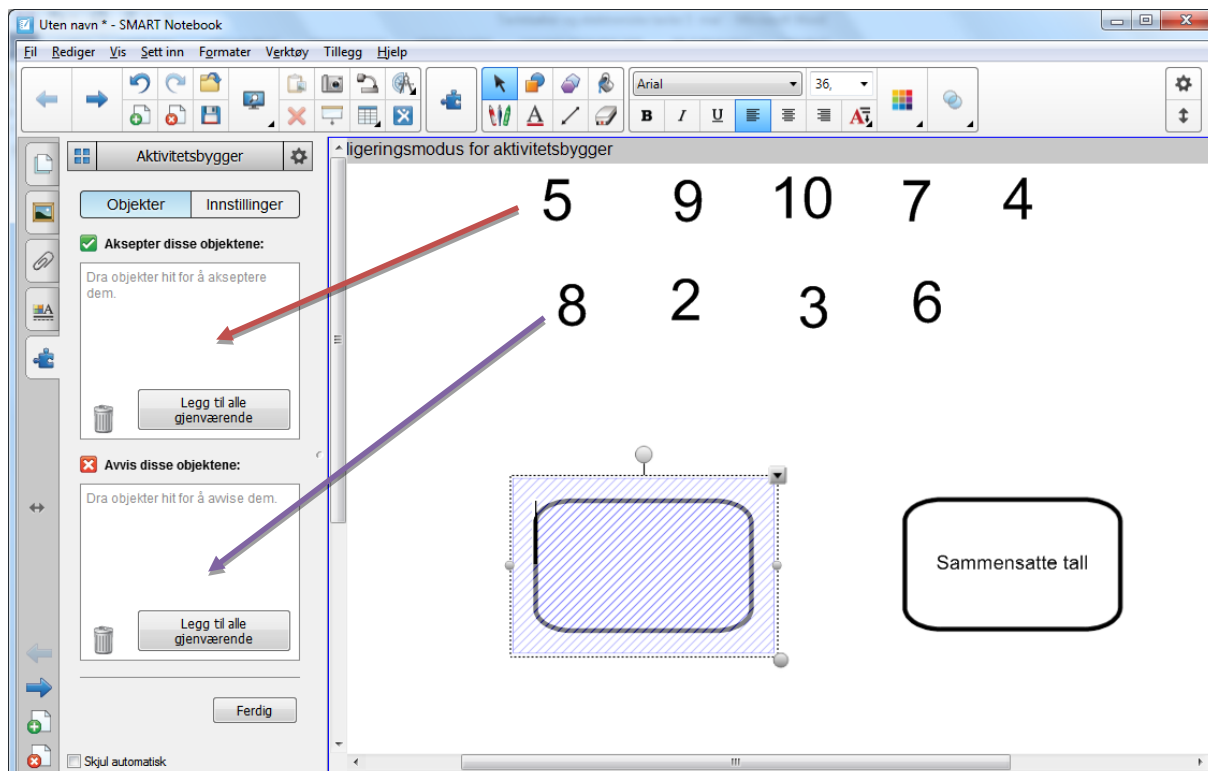 Uten navn * - SMART Notebook
Fil Rediger Vis Sett inn Formater Verktøy Tillegg Hjelp
Arial 36,
B I U
Aktivitetsbygger
Objekter Innstillinger
Aksepter disse objektene:
Dra objekter hit for å akseptere
dem.
Legg til alle
gjenværende
Avvis disse objektene:
Dra objekter hit for å avvise dem.
Legg til alle
gjenværende
Ferdig
Skjul automatisk
ligeringsmodus for aktivitetsbygger
5 9 10 7 4
8 2 3 6
Sammensatte tall